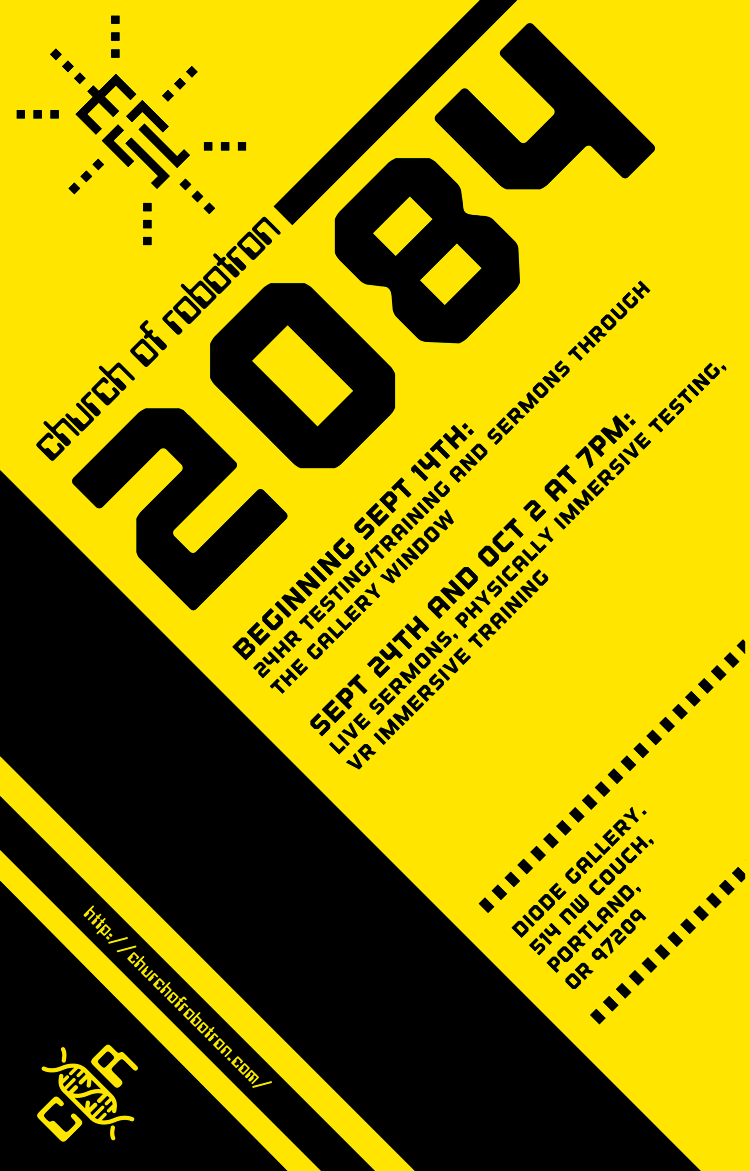 church of robotron
2084
BEGINNING SEPT 14TH:
24HR TESTING/TRAINING AND SERMONS THROUGH
THE GALLERY WINDOW
SEPT 24TH AND OCT 2 AT 7PM:
LIVE SERMONS, PHYSICALLY IMMERSIVE TESTING,
VR IMMERSIVE TRAINING
DIODE GALLERY.
514 NW COUCH,
PORTLAND,
OR 97209
http://churchofrobotron.com/
C R